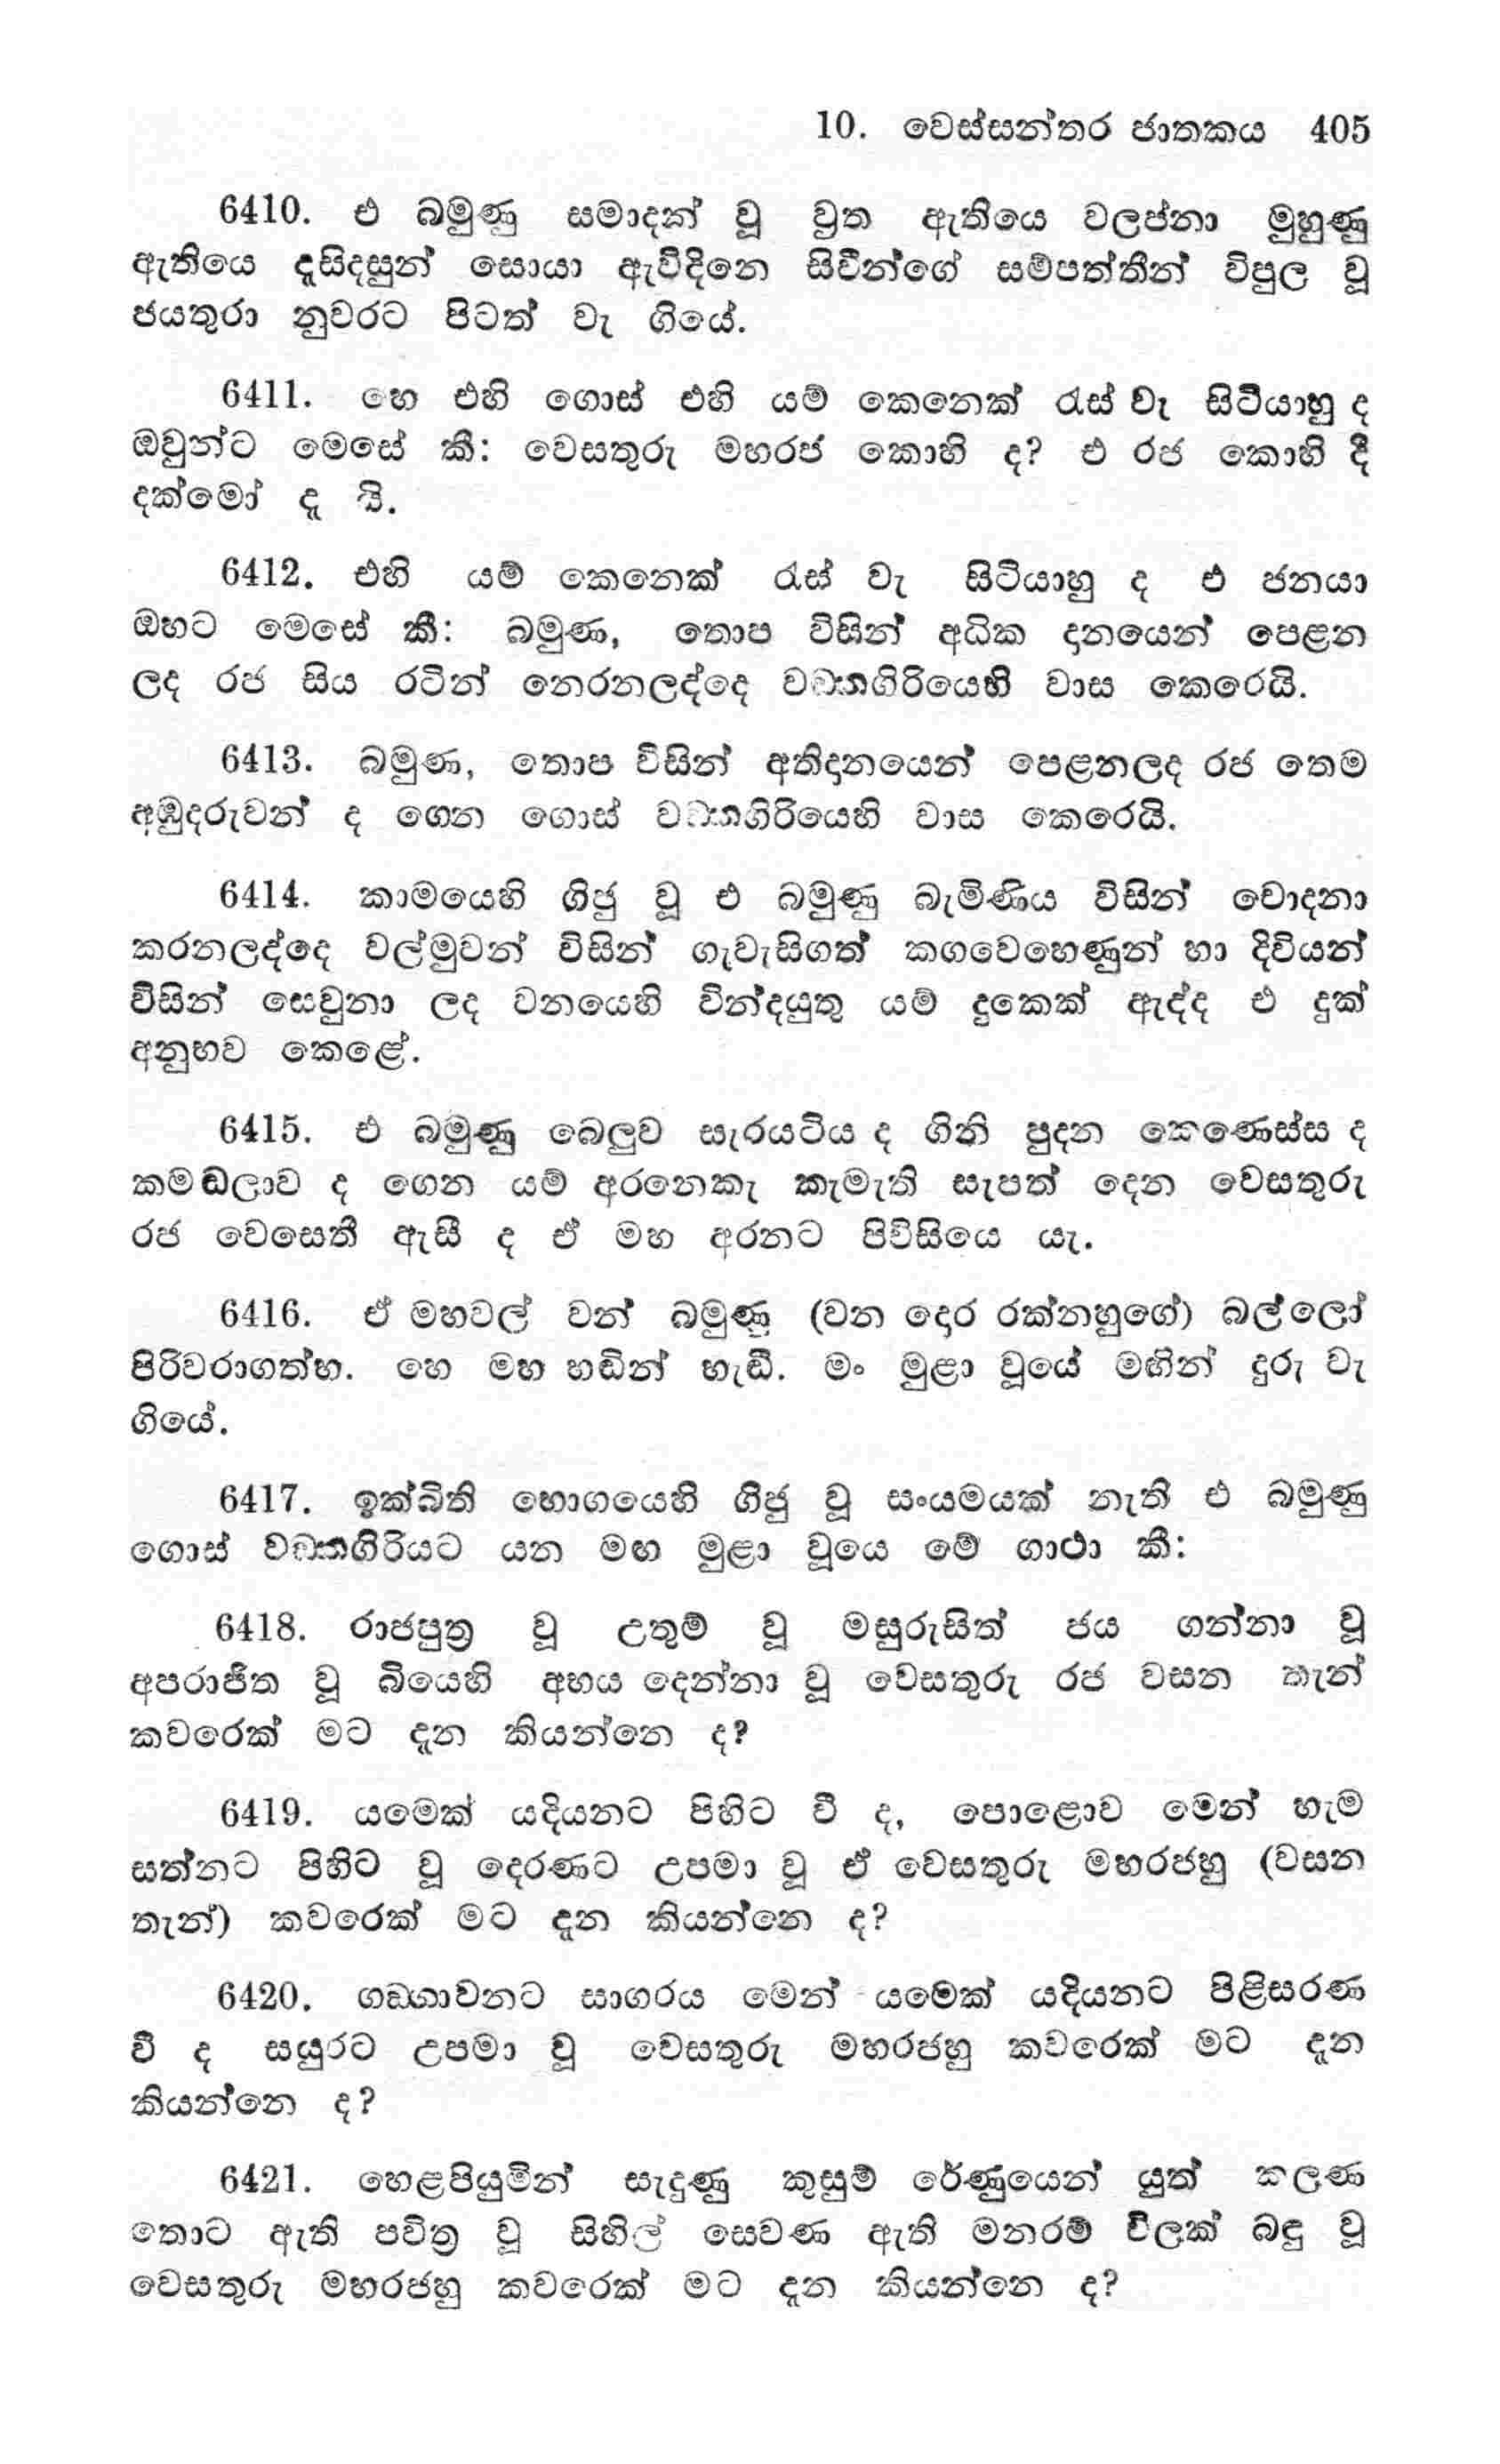 10. වෙස්සන්තර ජාතකය 405
6410. එ බමුණු සමාදන් වූ ව්‍රත ඇතියෙ වලප්නා මුහුණු
ඇතියෙ දැසිදසුන් සොයා ඇවිදිනෙ සිවීන්ගේ සම්පත්තීන් විපුල වූ
ජයතුරා නුවරට පිටත් වැ ගියේ.
6411. හෙ එහි ගොස් එහි යම් කෙනෙක් රැස් වැ සිටියාහු ද
ඔවුන්ට මෙසේ කී: වෙසතුරු මහරජ කොහි ද? එ රජ කොහි දී
දක්මෝ දැ යි.
6412. එහි යම් කෙනෙක් රැස් වැ සිටියාහු ද එ ජනයා
ඔහට මෙසේ කී: බමුණ, තොප විසින් අධික දානයෙන් පෙළන
ලද රජ සිය රටින් නෙරනලද්දෙ වඞ්කගිරියෙහි වාස කෙරෙයි.
6413. බමුණ, තොප විසින් අතිදානයෙන් පෙළනලද රජ තෙම
අඹුදරුවන් ද ගෙන ගොස් වඞ්කගිරියෙහි වාස කෙරෙයි.
6414. කාමයෙහි ගිජු වූ එ බමුණු බැමිණිය විසින් චොදනා
කරනලද්දෙ වල්මුවන් විසින් ගැවැසිගත් කගවෙහෙණුන් හා දිවියන්
විසින් සෙවුනා ලද වනයෙහි වින්දයුතු යම් දුකෙක් ඇද්ද එ දුක්
අනුභව කෙළේ.
6415. එ බමුණු බෙලුව සැරයටිය ද ගිනි පුදන කෙණෙස්ස ද
කමඬලාව ද ගෙන යම් අරනෙකැ කැමැති සැපත් දෙන වෙසතුරු
රජ වෙසෙතී ඇසී ද ඒ මහ අරනට පිවිසියෙ යැ.
6416. ඒ මහවල් වන් බමුණු (වන දොර රක්නහුගේ) බල්ලෝ
පිරිවරාගත්හ. හෙ මහ හඬින් හැඬී. මං මුළා වූයේ මඟින් දුරු වැ
ගියේ.
6417. ඉක්බිති භොගයෙහි ගිජු වූ සංයමයක් නැති එ බමුණු
ගොස් වඞ්කගිරියට යන මඟ මුළා වූයෙ මේ ගාථා කී:
6418. රාජපුත්‍ර වූ උතුම් වූ මසුරුසිත් ජය ගන්නා වූ
අපරාජිත වූ බියෙහි අභය දෙන්නා වූ වෙසතුරු රජ වසන තැන්
කවරෙක් මට දැන කියන්නෙ ද?
6419. යමෙක් යදියනට පිහිට වී ද, පොළොව මෙන් හැම
සත්නට පිහිට වූ දෙරණට උපමා වූ ඒ වෙසතුරු මහරජහු (වසන
තැන්) කවරෙක් මට දැන කියන්නෙ ද?
6420. ගඞ්ගාවනට සාගරය මෙන් යමෙක් යදියනට පිළිසරණ
වී ද සයුරට උපමා වූ වෙසතුරු මහරජහු කවරෙක් මට දැන
කියන්නෙ ද?
6421. හෙළපියුමින් සැදුණු කුසුම් රේණුයෙන් යුත් කලණ
තොට ඇති පවිත්‍ර වූ සිහිල් සෙවණ ඇති මනරම් විලක් බඳු වූ
වෙසතුරු මහරජහු කවරෙක් මට දැන කියන්නෙ ද?